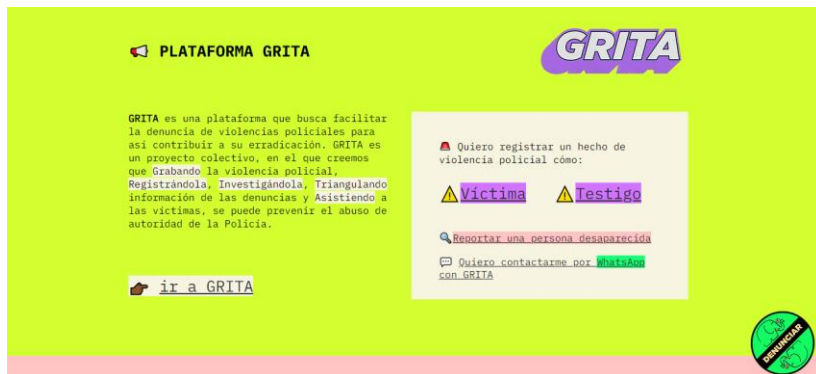 PLATAFORMA GRITA
GRITA
GRITA es una plataforma que busca facilitar
la denuncia de violencias policiales para
así contribuir a su erradicación. GRITA es
un proyecto colectivo, en el que creemos
que Grabando la violencia policial,
Registrándola, Investigándola, Triangulando
información de las denuncias y Asistiendo a
las víctimas, se puede prevenir el abuso de
autoridad de la Policía.
ir a GRITA
Quiero registrar un hecho de
violencia policial cómo:
Víctima Testigo
Reportar una persona desaparecida
Quiero contactarme por WhatsApp
con GRITA
DENUNCIAR